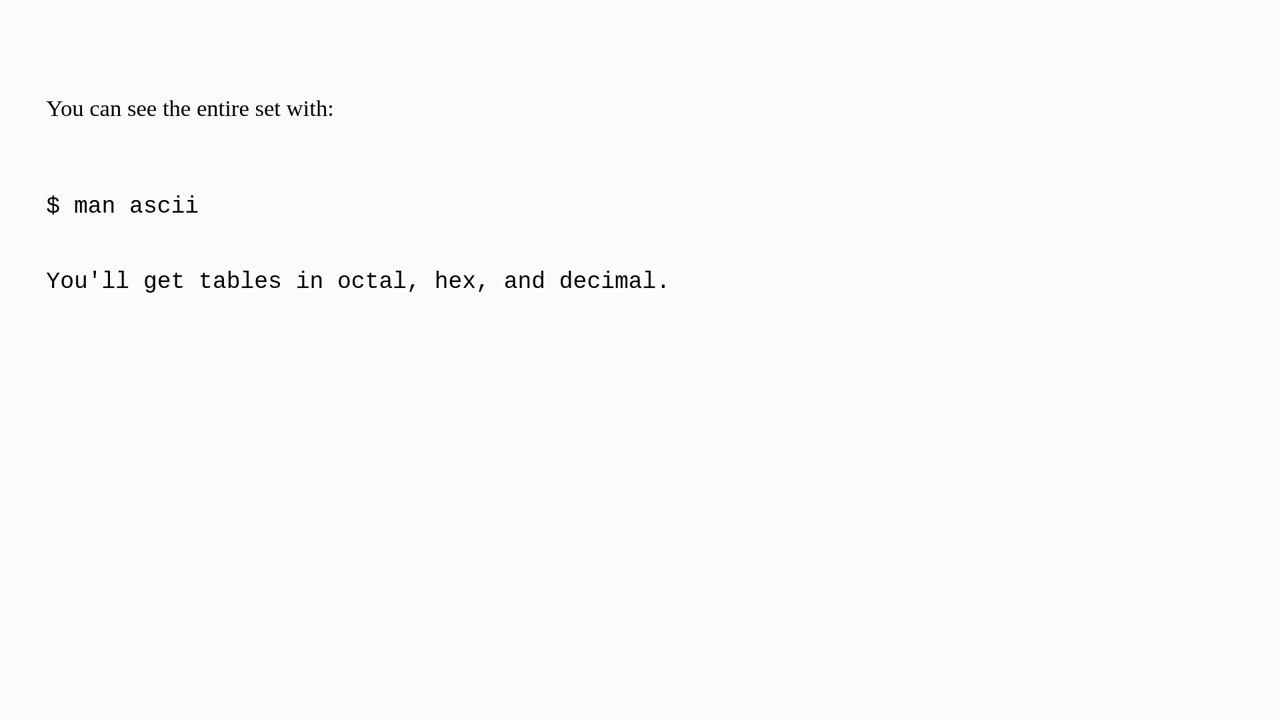 You can see the entire set with:
$ man ascii
You'll get tables in octal, hex, and decimal.